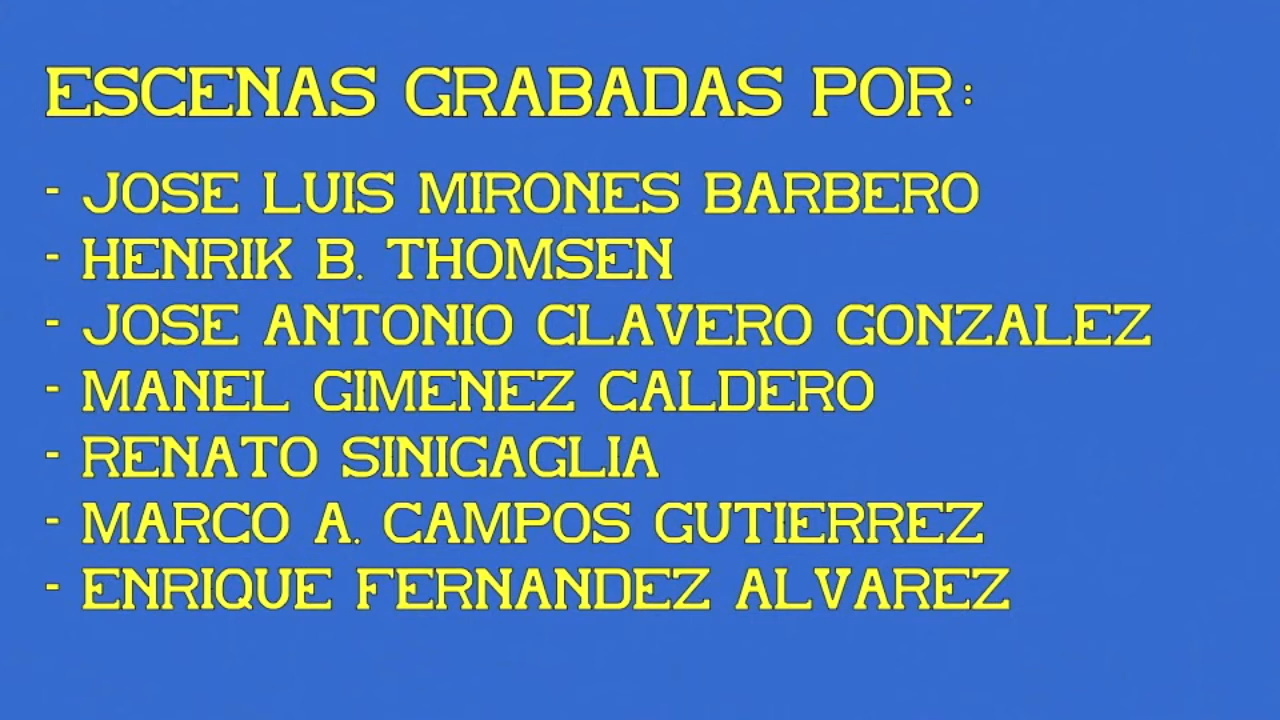 ESCENAS GRABADAS POR:
- JOSE LUIS MIRONES BARBERO
- HENRIK B. THOMSEN
- JOSE ANTONIO CLAVERO GONZALEZ
- MANEL GIMENEZ CALDERO
- RENATO SINIGAGLIA
- MARCO A. CAMPOS GUTIERREZ
- ENRIQUE FERNANDEZ ALVAREZ